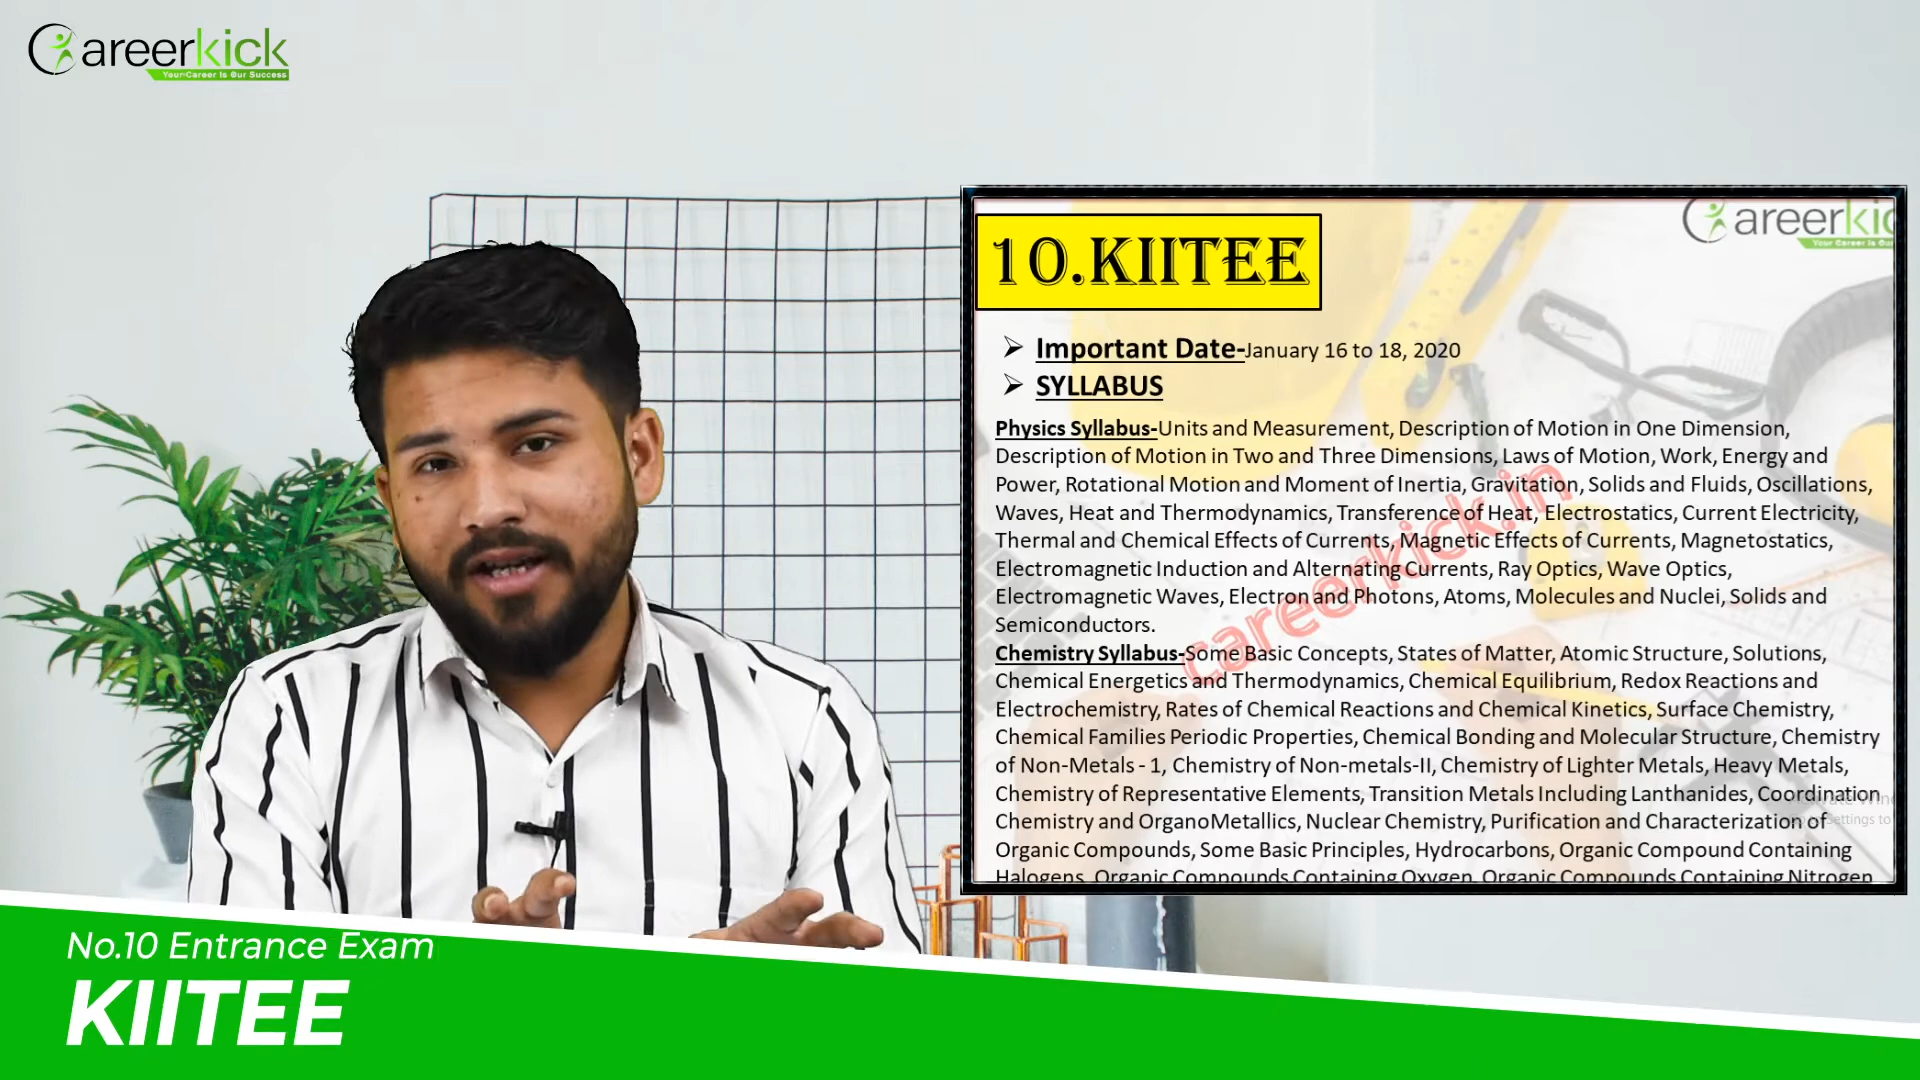 Careerkick
Your Career Is Our Success
Careerkic
Your Career Is Our
10.KIITEE
➢ Important Date-January 16 to 18, 2020
➢ SYLLABUS
Physics Syllabus-Units and Measurement, Description of Motion in One Dimension,
Description of Motion in Two and Three Dimensions, Laws of Motion, Work, Energy and
Power, Rotational Motion and Moment of Inertia, Gravitation, Solids and Fluids, Oscillations,
Waves, Heat and Thermodynamics, Transference of Heat, Electrostatics, Current Electricity,
Thermal and Chemical Effects of Currents, Magnetic Effects of Currents, Magnetostatics,
Electromagnetic Induction and Alternating Currents, Ray Optics, Wave Optics,
Electromagnetic Waves, Electron and Photons, Atoms, Molecules and Nuclei, Solids and
Semiconductors.
Chemistry Syllabus-Some Basic Concepts, States of Matter, Atomic Structure, Solutions,
Chemical Energetics and Thermodynamics, Chemical Equilibrium, Redox Reactions and
Electrochemistry, Rates of Chemical Reactions and Chemical Kinetics, Surface Chemistry,
Chemical Families Periodic Properties, Chemical Bonding and Molecular Structure, Chemistry
of Non-Metals - 1, Chemistry of Non-metals-II, Chemistry of Lighter Metals, Heavy Metals,
Chemistry of Representative Elements, Transition Metals Including Lanthanides, Coordination
Chemistry and OrganoMetallics, Nuclear Chemistry, Purification and Characterization of
Organic Compounds, Some Basic Principles, Hydrocarbons, Organic Compound Containing
Halogens, Organic Compounds Containing Oxygen, Organic Compounds Containing Nitrogen
careerkick.in
No.10 Entrance Exam
KIITEE